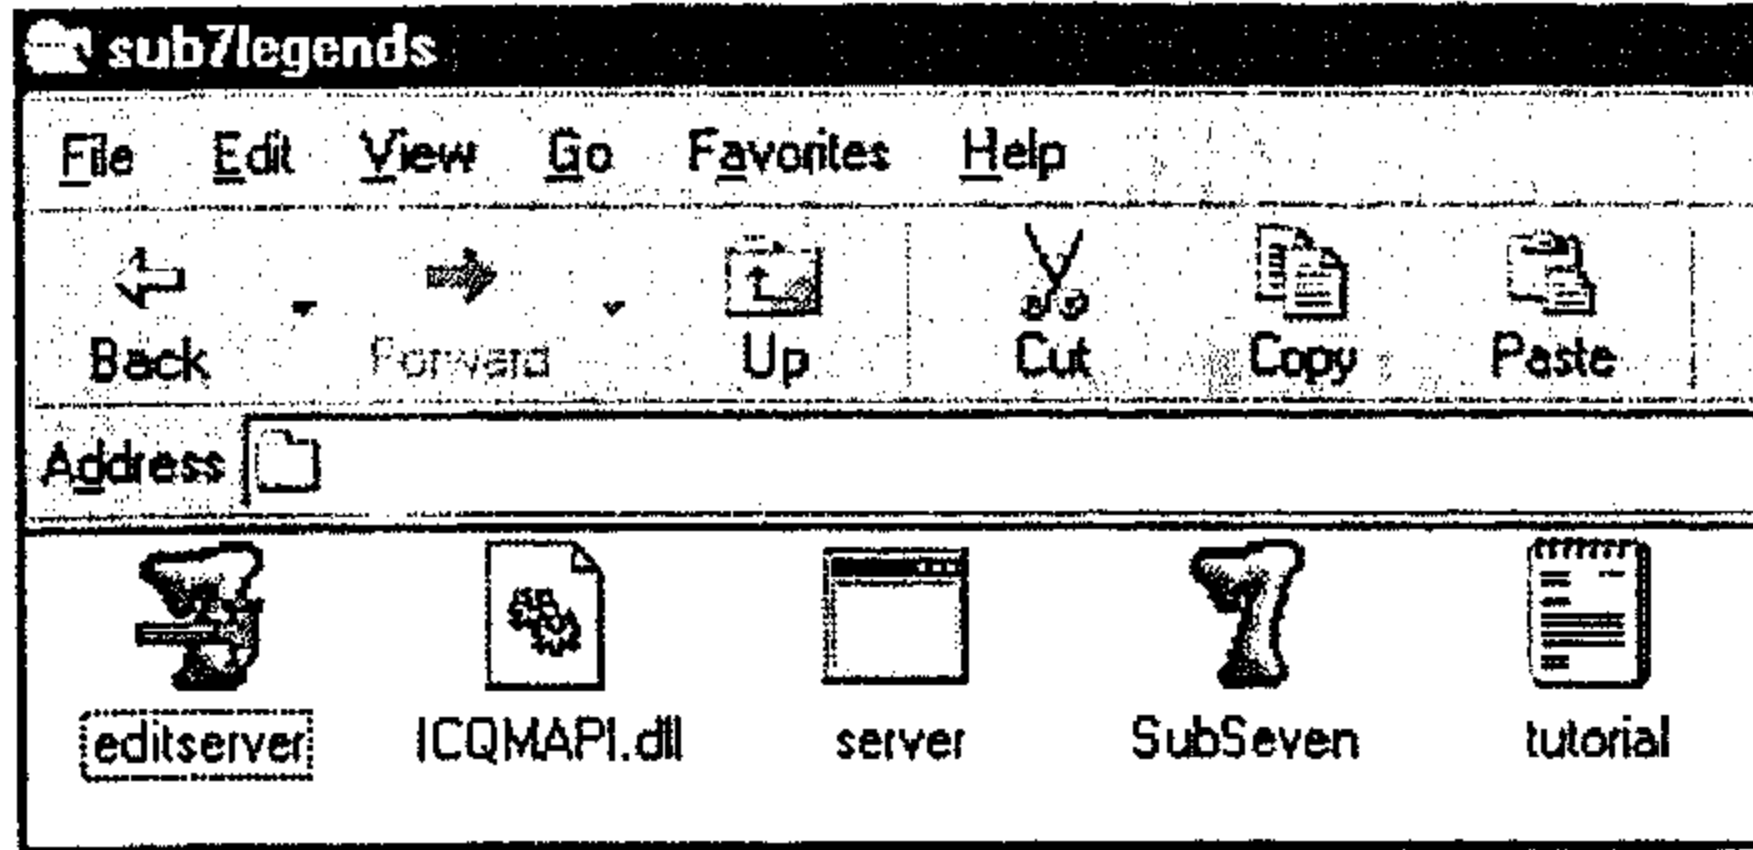 sub7legends
File Edit View Go Favorites Help
Back Forward Up Cut Copy Paste
Address
editserver ICQMAPI.dll server SubSeven tutorial